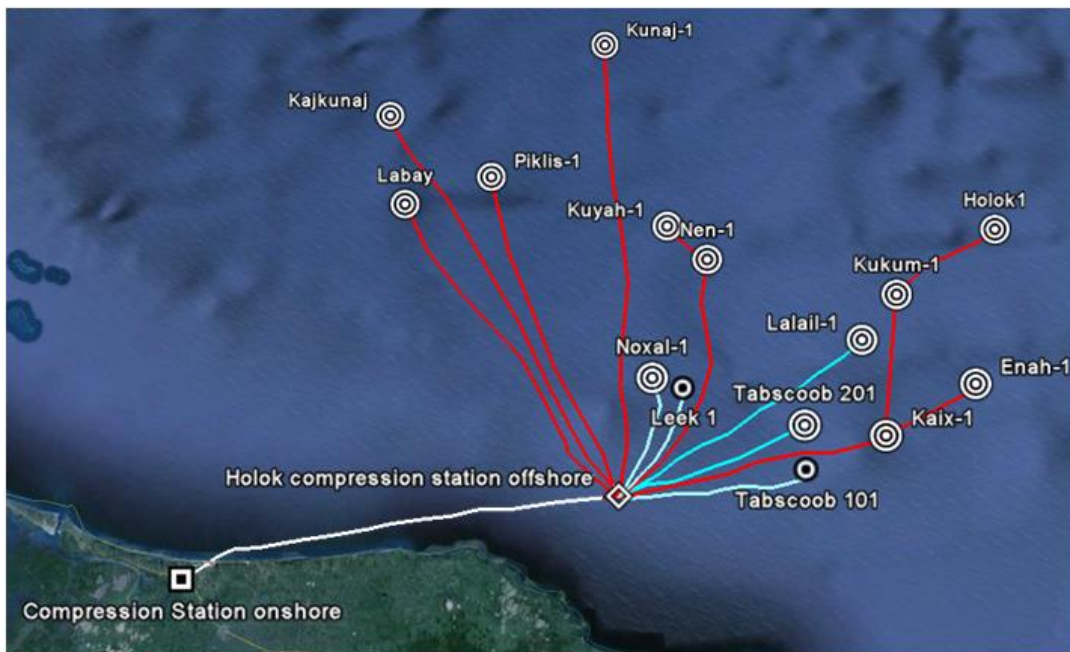 Kunaj-1
Kajkunaj
Piklis-1
Labay
Kuyah-1
Nen-1
Holok1
Kukum-1
Lalail-1
Noxal-1
Enah-1
Tabscoob 201
Leek 1
Kaix-1
Holok compression station offshore
Tabscoob 101
Compression Station onshore